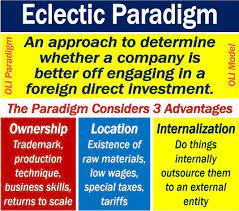 Eclectic Paradigm
OLI Paradigm
An approach to determine
whether a company is
better off engaging in a
foreign direct investment.
OLI Model
The Paradigm Considers 3 Advantages
Ownership
Trademark,
production
technique,
business skills,
returns to scale
Location
Existence of
raw materials,
low wages,
special taxes,
tariffs
Internalization
Do things
internally
outsource them
to an external
entity